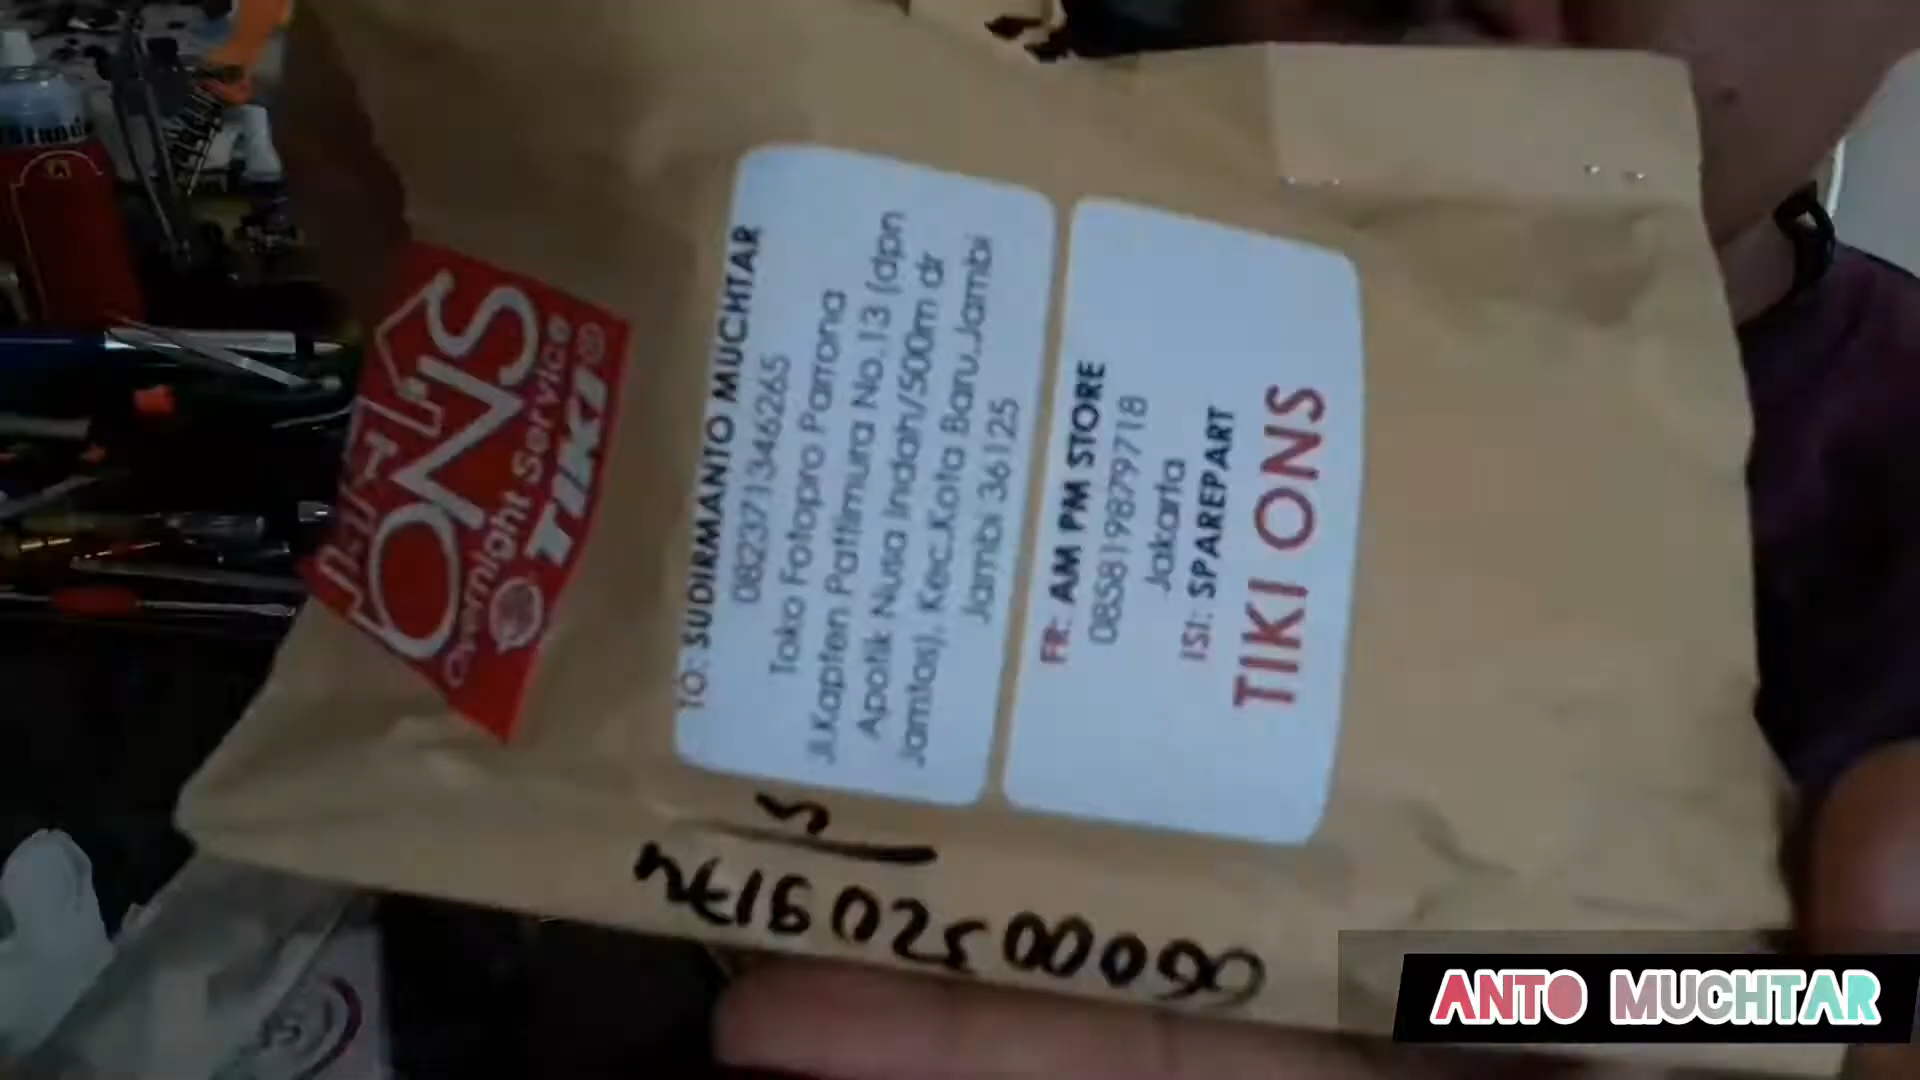 ONS
Overnight Service
TIKI
TO: SUDIRMANTO MUCHTAR
082371346265
Toko Fotopro Parrona
Jl.Kapten Pattimura No.13 (dpn
Apotik Nusa Indah/500m dr
Jamtos), Kec.Kota Baru.Jambi
Jambi 36125
FR: AM PM STORE
085819879718
Jakarta
ISI: SPAREPART
TIKI ONS
ANTO MUCHTAR